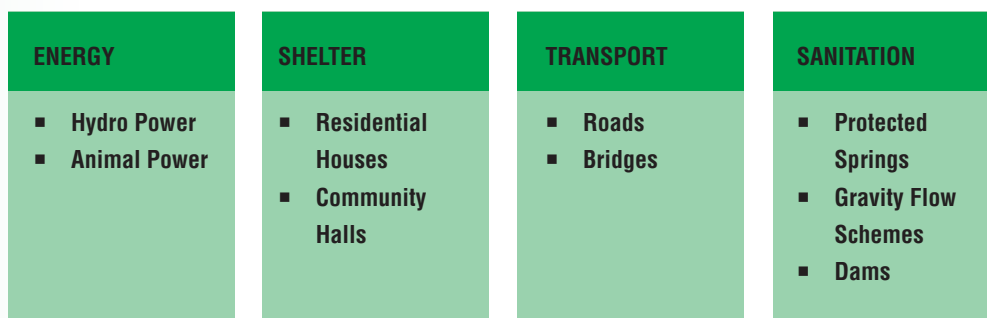 ENERGY
▪ Hydro Power
▪ Animal Power
SHELTER
▪ Residential
Houses
▪ Community
Halls
TRANSPORT
▪ Roads
▪ Bridges
SANITATION
▪ Protected
Springs
▪ Gravity Flow
Schemes
▪ Dams